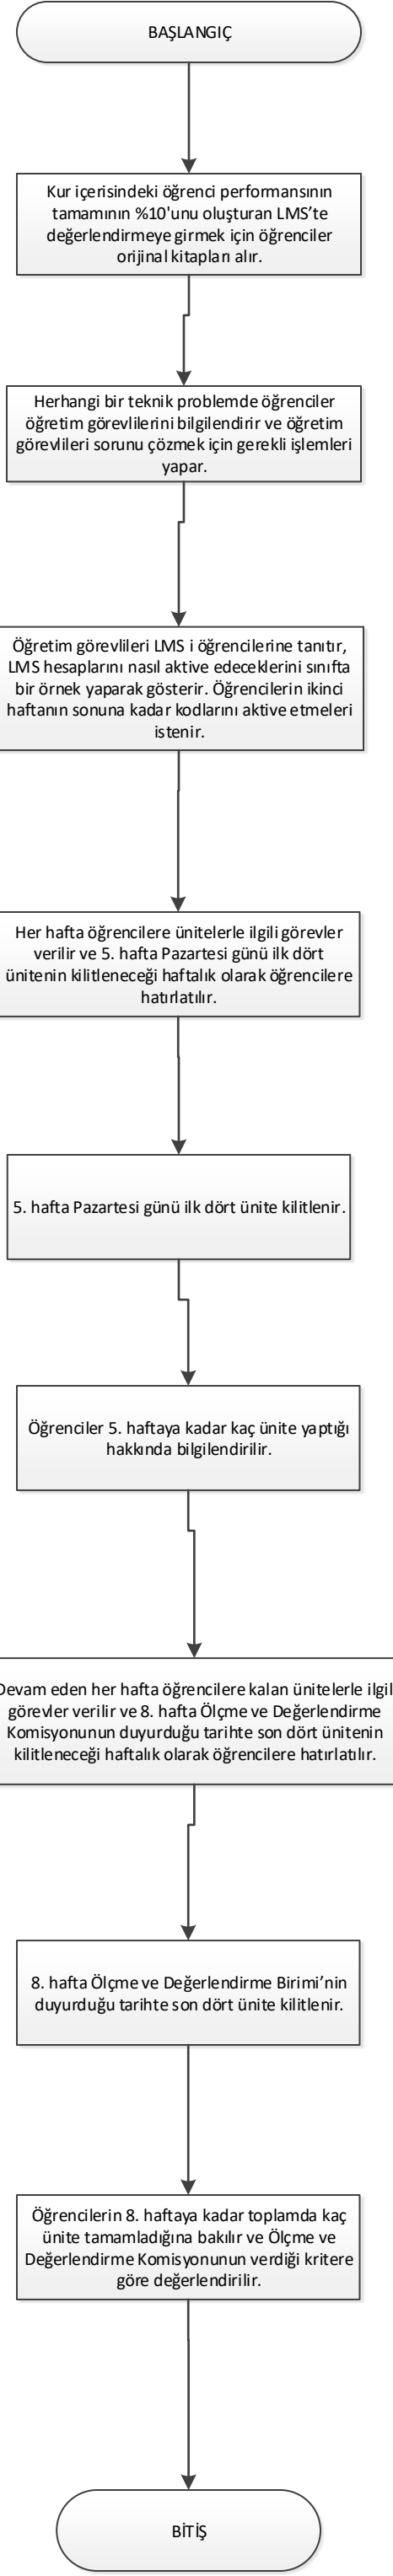 BAŞLANGIÇ
Kur içerisindeki öğrenci performansının
tamamının %10'unu oluşturan LMS’te
değerlendirmeye girmek için öğrenciler
orijinal kitapları alır.
Herhangi bir teknik problemde öğrenciler
öğretim görevlilerini bilgilendirir ve öğretim
görevlileri sorunu çözmek için gerekli işlemleri
yapar.
Öğretim görevlileri LMS i öğrencilerine tanıtır,
LMS hesaplarını nasıl aktive edeceklerini sınıfta
bir örnek yaparak gösterir. Öğrencilerin ikinci
haftanın sonuna kadar kodlarını aktive etmeleri
istenir.
Her hafta öğrencilere ünitelerle ilgili görevler
verilir ve 5. hafta Pazartesi günü ilk dört
ünitenin kilitleneceği haftalık olarak öğrencilere
hatırlatılır.
5. hafta Pazartesi günü ilk dört ünite kilitlenir.
Öğrenciler 5. haftaya kadar kaç ünite yaptığı
hakkında bilgilendirilir.
Devam eden her hafta öğrencilere kalan ünitelerle ilgil
görevler verilir ve 8. hafta Ölçme ve Değerlendirme
Komisyonunun duyurduğu tarihte son dört ünitenin
kilitleneceği haftalık olarak öğrencilere hatırlatılır.
8. hafta Ölçme ve Değerlendirme Birimi’nin
duyurduğu tarihte son dört ünite kilitlenir.
Öğrencilerin 8. haftaya kadar toplamda kaç
ünite tamamladığına bakılır ve Ölçme ve
Değerlendirme Komisyonunun verdiği kritere
göre değerlendirilir.
BİTİŞ